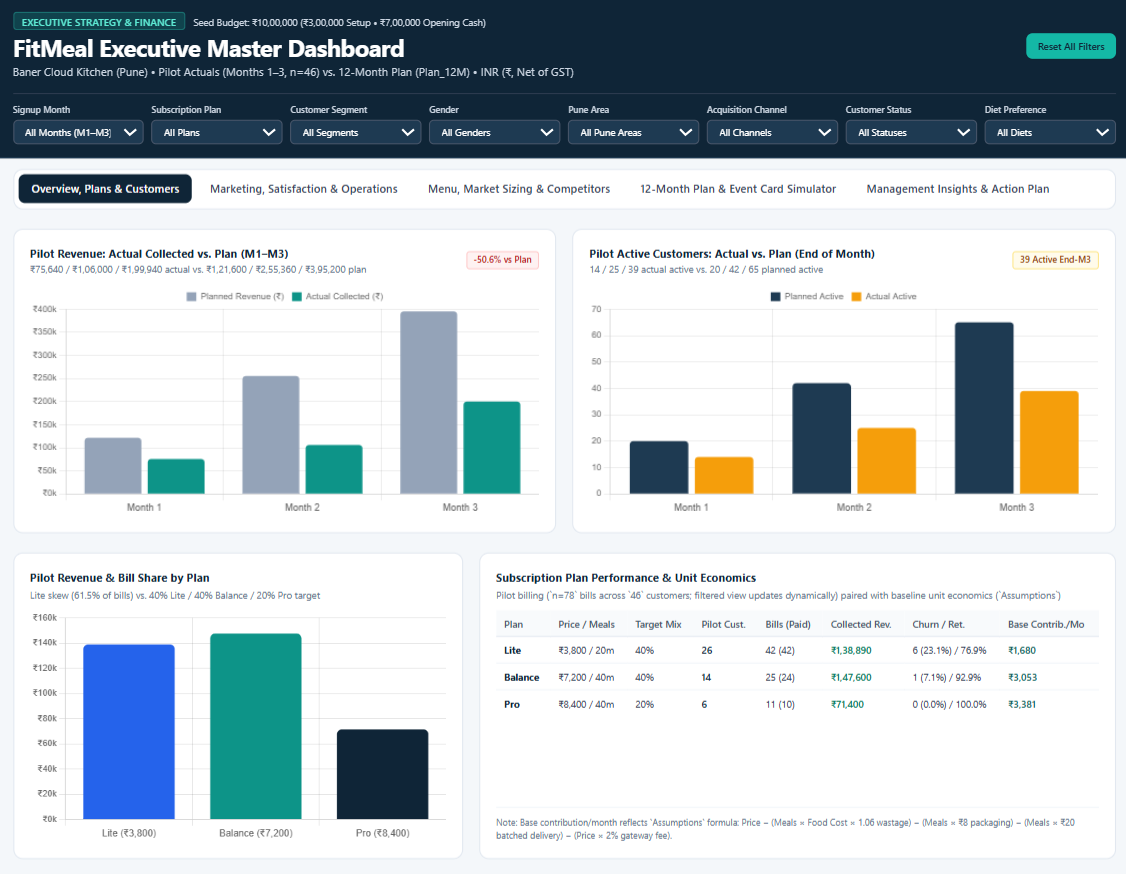 EXECUTIVE STRATEGY & FINANCE Seed Budget: ₹10,00,000 (₹3,00,000 Setup • ₹7,00,000 Opening Cash)
FitMeal Executive Master Dashboard
Reset All Filters
Baner Cloud Kitchen (Pune) • Pilot Actuals (Months 1–3, n=46) vs. 12-Month Plan (Plan_12M) • INR (₹, Net of GST)
Signup Month Subscription Plan Customer Segment Gender Pune Area Acquisition Channel Customer Status Diet Preference
All Months (M1–M3) All Plans All Segments All Genders All Pune Areas All Channels All Statuses All Diets
Overview, Plans & Customers Marketing, Satisfaction & Operations Menu, Market Sizing & Competitors 12-Month Plan & Event Card Simulator Management Insights & Action Plan
Pilot Revenue: Actual Collected vs. Plan (M1–M3)
-50.6% vs Plan
₹75,640 / ₹1,06,000 / ₹1,99,940 actual vs. ₹1,21,600 / ₹2,55,360 / ₹3,95,200 plan
Planned Revenue (₹) Actual Collected (₹)
₹400k
₹350k
₹300k
₹250k
₹200k
₹150k
₹100k
₹50k
₹0k
Month 1 Month 2 Month 3
Pilot Active Customers: Actual vs. Plan (End of Month)
39 Active End-M3
14 / 25 / 39 actual active vs. 20 / 42 / 65 planned active
Planned Active Actual Active
70
60
50
40
30
20
10
0
Month 1 Month 2 Month 3
Pilot Revenue & Bill Share by Plan
Lite skew (61.5% of bills) vs. 40% Lite / 40% Balance / 20% Pro target
₹160k
₹140k
₹120k
₹100k
₹80k
₹60k
₹40k
₹20k
₹0k
Lite (₹3,800) Balance (₹7,200) Pro (₹8,400)
Subscription Plan Performance & Unit Economics
Pilot billing (`n=78` bills across `46` customers; filtered view updates dynamically) paired with baseline unit economics (`Assumptions`)
Plan Price / Meals Target Mix Pilot Cust. Bills (Paid) Collected Rev. Churn / Ret. Base Contrib./Mo
Lite ₹3,800 / 20m 40% 26 42 (42) ₹1,38,890 6 (23.1%) / 76.9% ₹1,680
Balance ₹7,200 / 40m 40% 14 25 (24) ₹1,47,600 1 (7.1%) / 92.9% ₹3,053
Pro ₹8,400 / 40m 20% 6 11 (10) ₹71,400 0 (0.0%) / 100.0% ₹3,381
Note: Base contribution/month reflects `Assumptions` formula: Price − (Meals × Food Cost × 1.06 wastage) − (Meals × ₹8 packaging) − (Meals × ₹20
batched delivery) − (Price × 2% gateway fee).